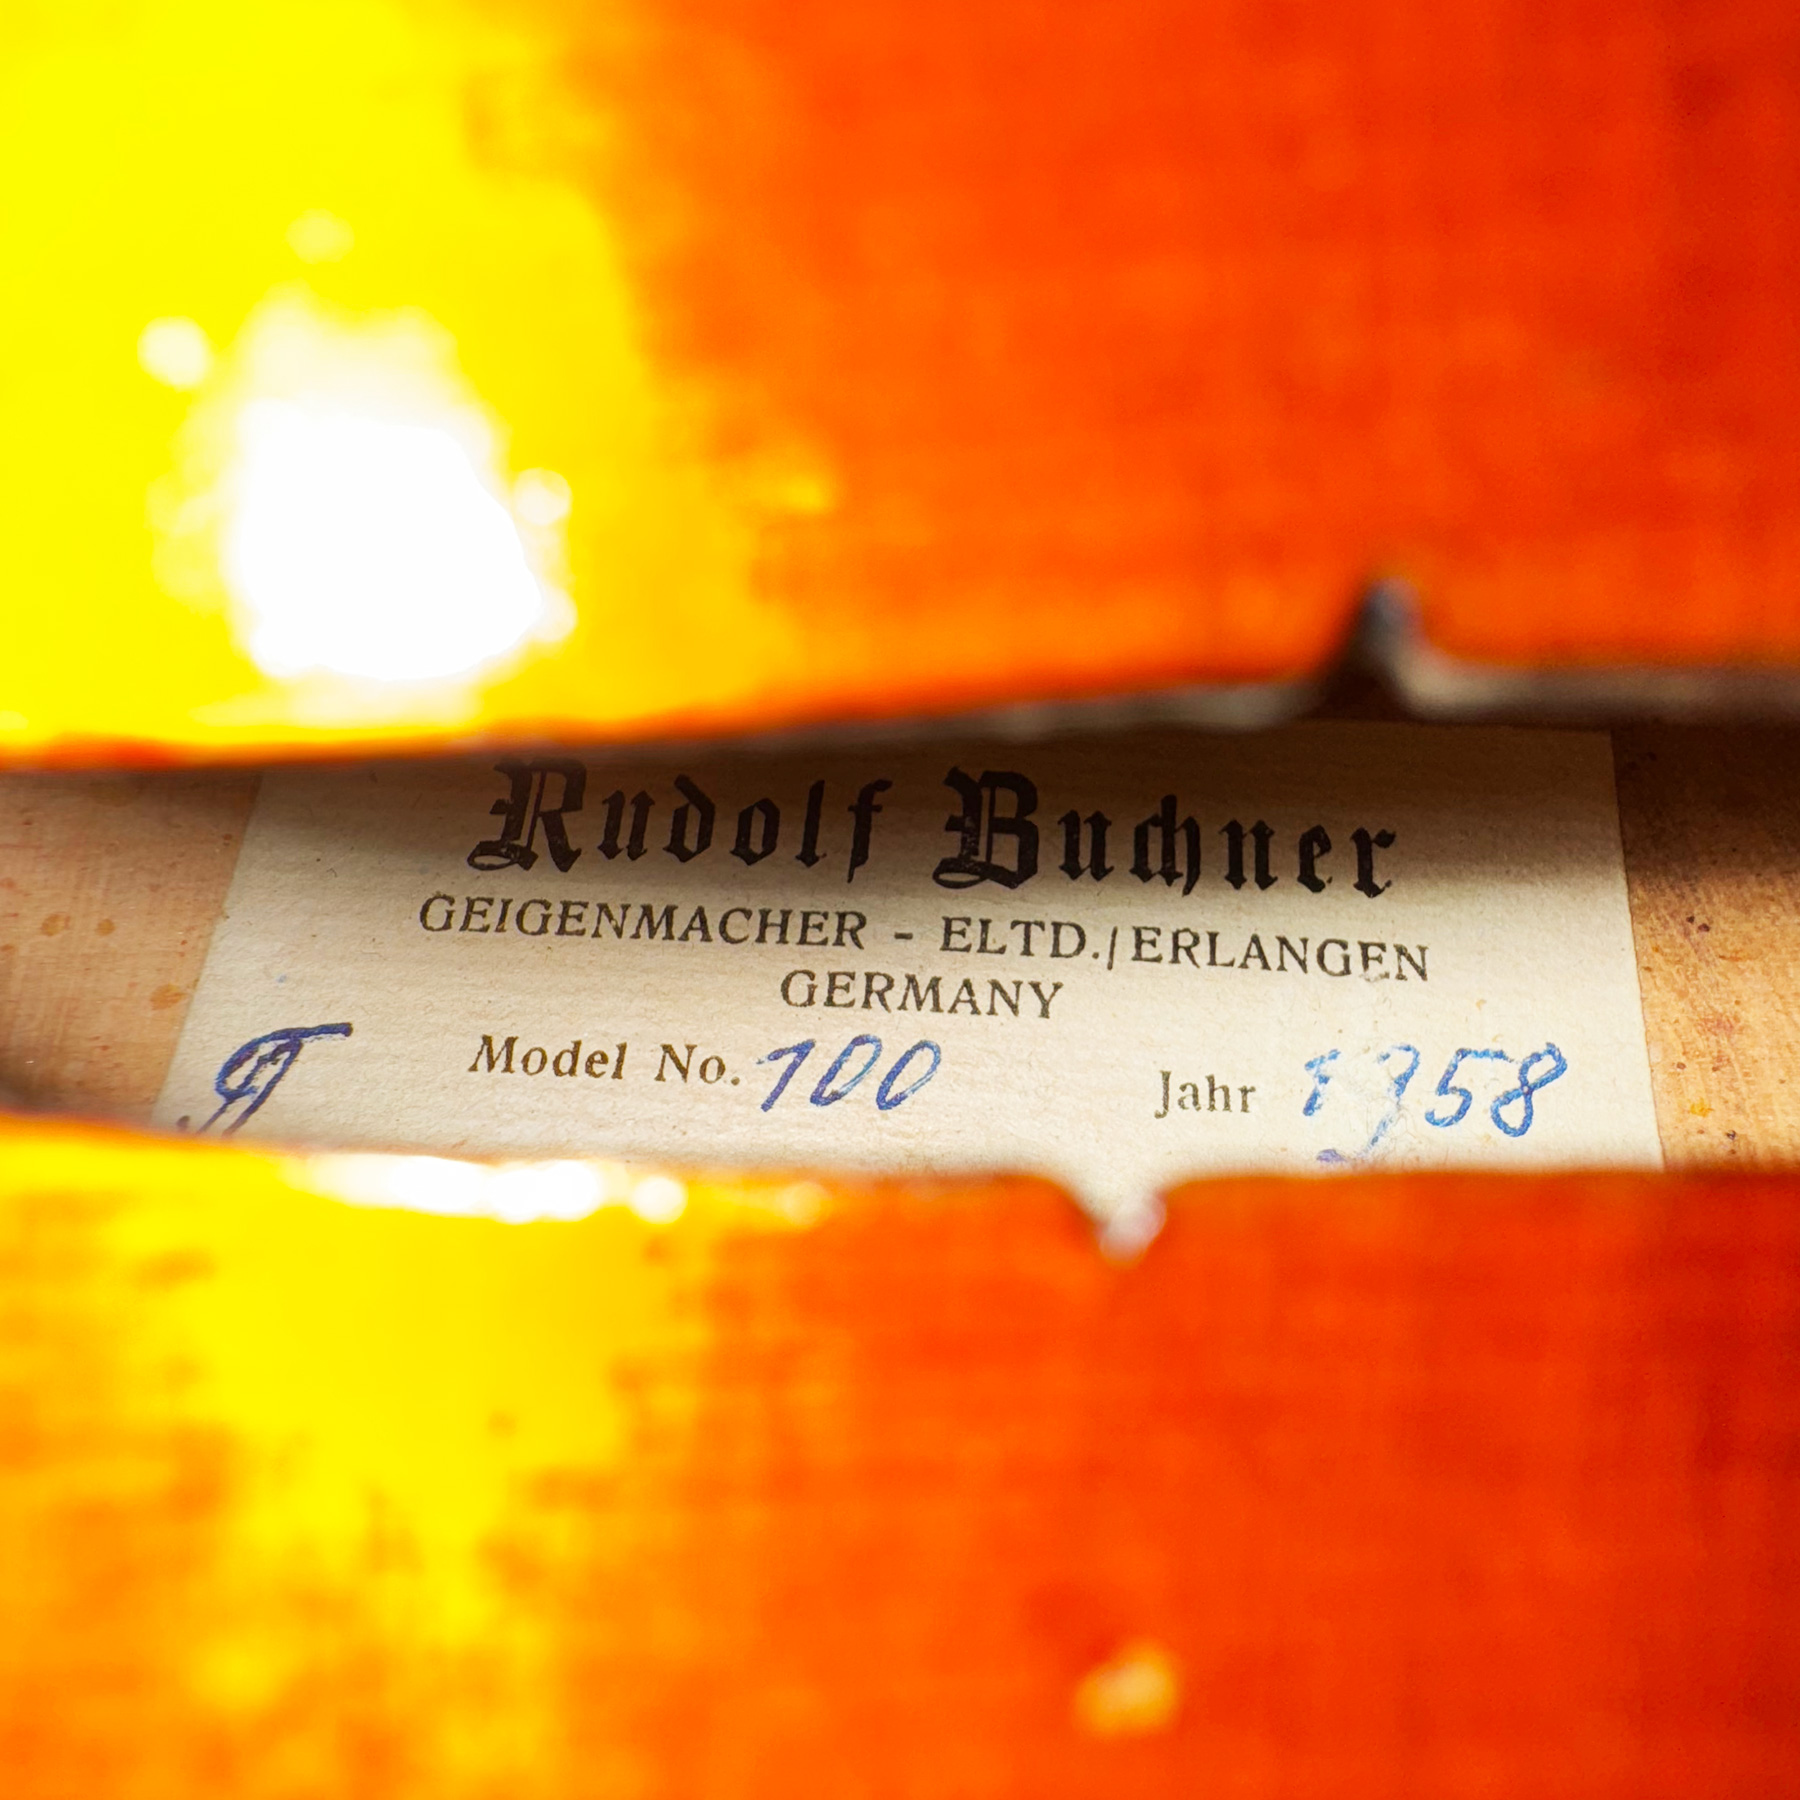 Rudolf Buchner
GEIGENMACHER - ELTD./ERLANGEN
GERMANY
Model No. 100 Jahr 1958